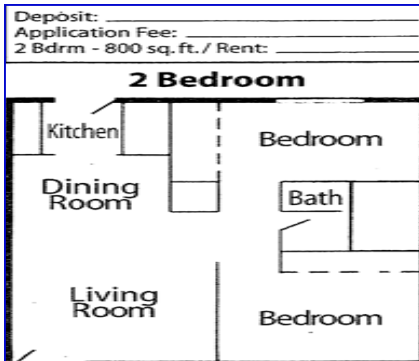 Deposit:
Application Fee:
2 Bdrm - 800 sq. ft. / Rent:
2 Bedroom
Kitchen
Bedroom
Dining
Room
Bath
Living
Room
Bedroom